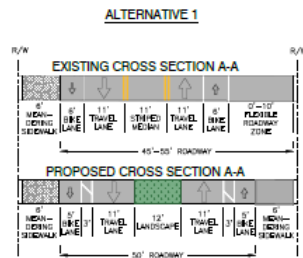 ALTERNATIVE 1
R/W R/W
EXISTING CROSS SECTION A-A
6' MEAN-DERING SIDEWALK
6' BIKE LANE
11' TRAVEL LANE
11' STRIPED MEDIAN
11' TRAVEL LANE
6' BIKE LANE
0'-10' FLEXIBLE ROADWAY ZONE
45'-55' ROADWAY
PROPOSED CROSS SECTION A-A
6' MEAN-DERING SIDEWALK
5' BIKE LANE
3'
11' TRAVEL LANE
12' LANDSCAPE
11' TRAVEL LANE
3'
5' BIKE LANE
6' MEAN-DERING SIDEWALK
50' ROADWAY